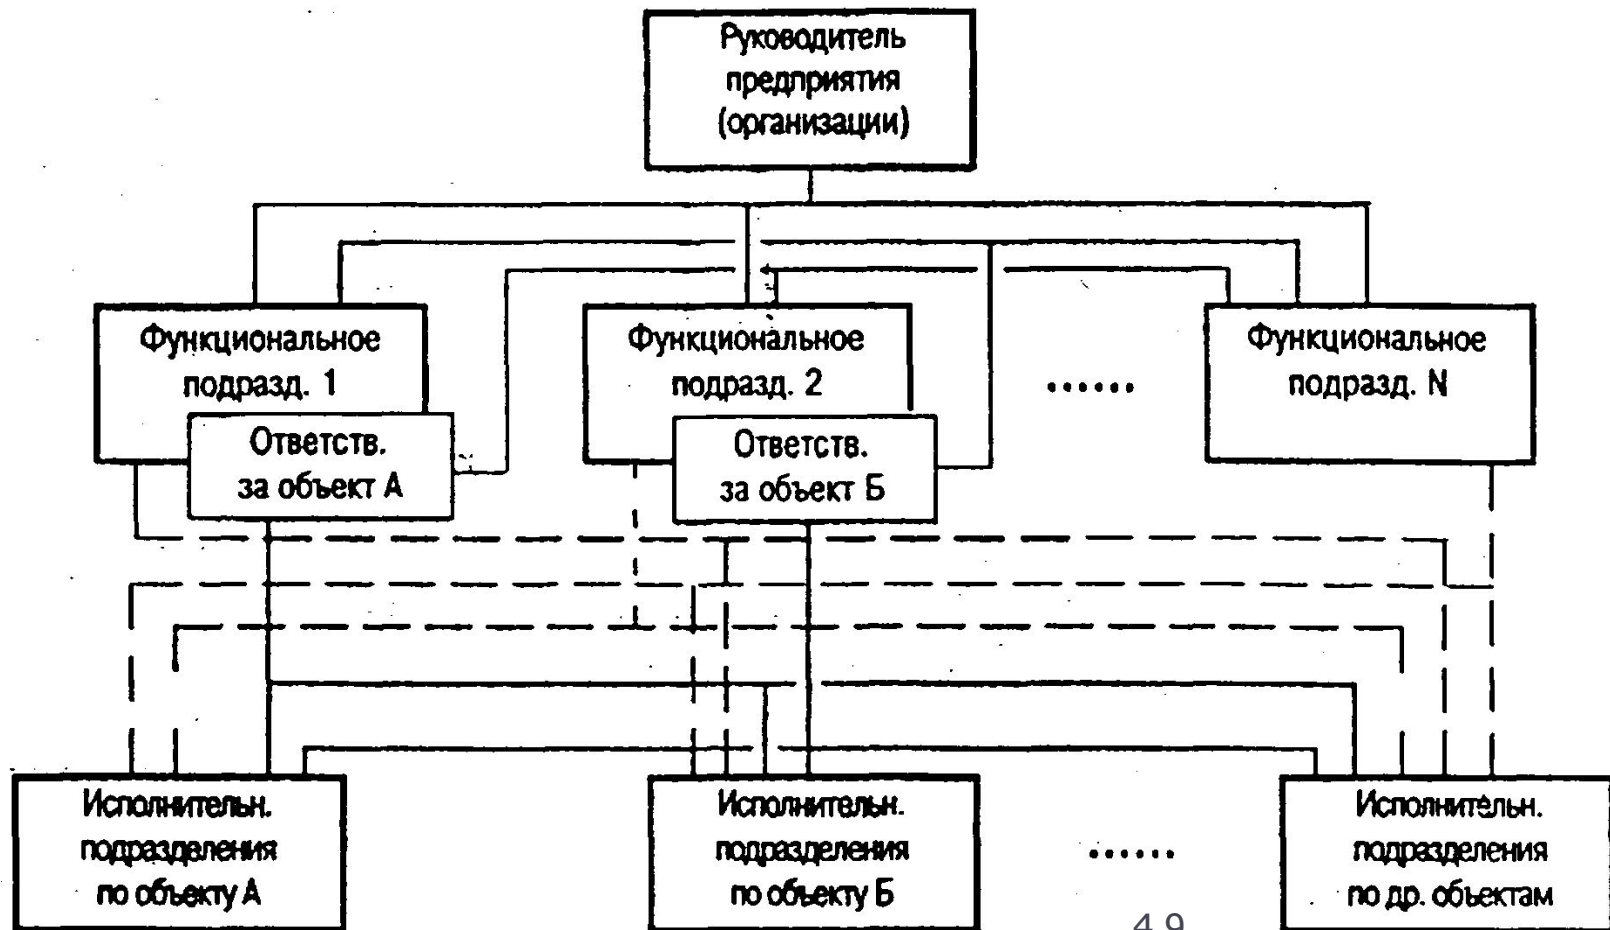 Руководитель
предприятия
(организации)
Функциональное
подразд. 1
Ответств.
за объект А
Функциональное
подразд. 2
Ответств.
за объект Б
......
Функциональное
подразд. N
Исполнительн.
подразделения
по объекту А
Исполнительн.
подразделения
по объекту Б
......
Исполнительн.
подразделения
по др. объектам
49